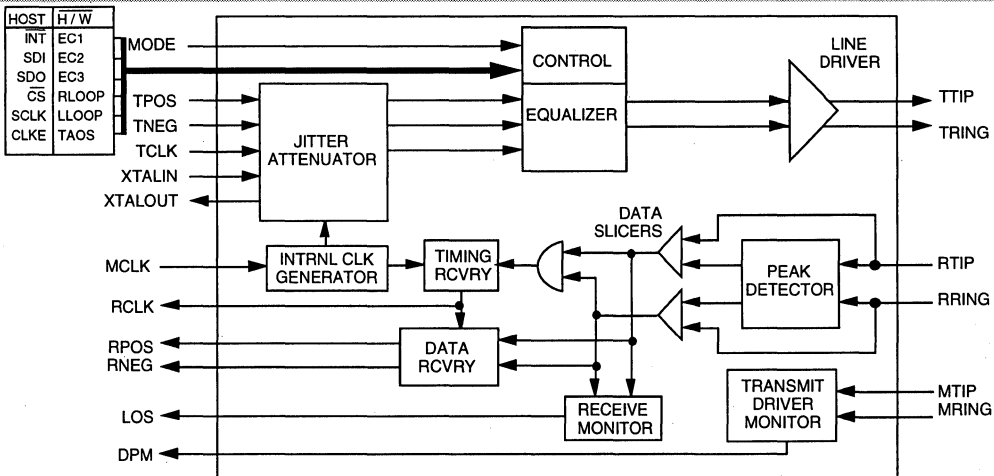 HOST H/W
INT EC1
SDI EC2
SDO EC3
CS RLOOP
SCLK LLOOP
CLKE TAOS
MODE
TPOS
TNEG
TCLK
XTALIN
XTALOUT
MCLK
RCLK
RPOS
RNEG
LOS
DPM
JITTER
ATTENUATOR
CONTROL
EQUALIZER
LINE
DRIVER
TTIP
TRING
INTRNL CLK
GENERATOR
TIMING
RCVRY
DATA
RCVRY
DATA
SLICERS
PEAK
DETECTOR
RTIP
RRING
RECEIVE
MONITOR
TRANSMIT
DRIVER
MONITOR
MTIP
MRING